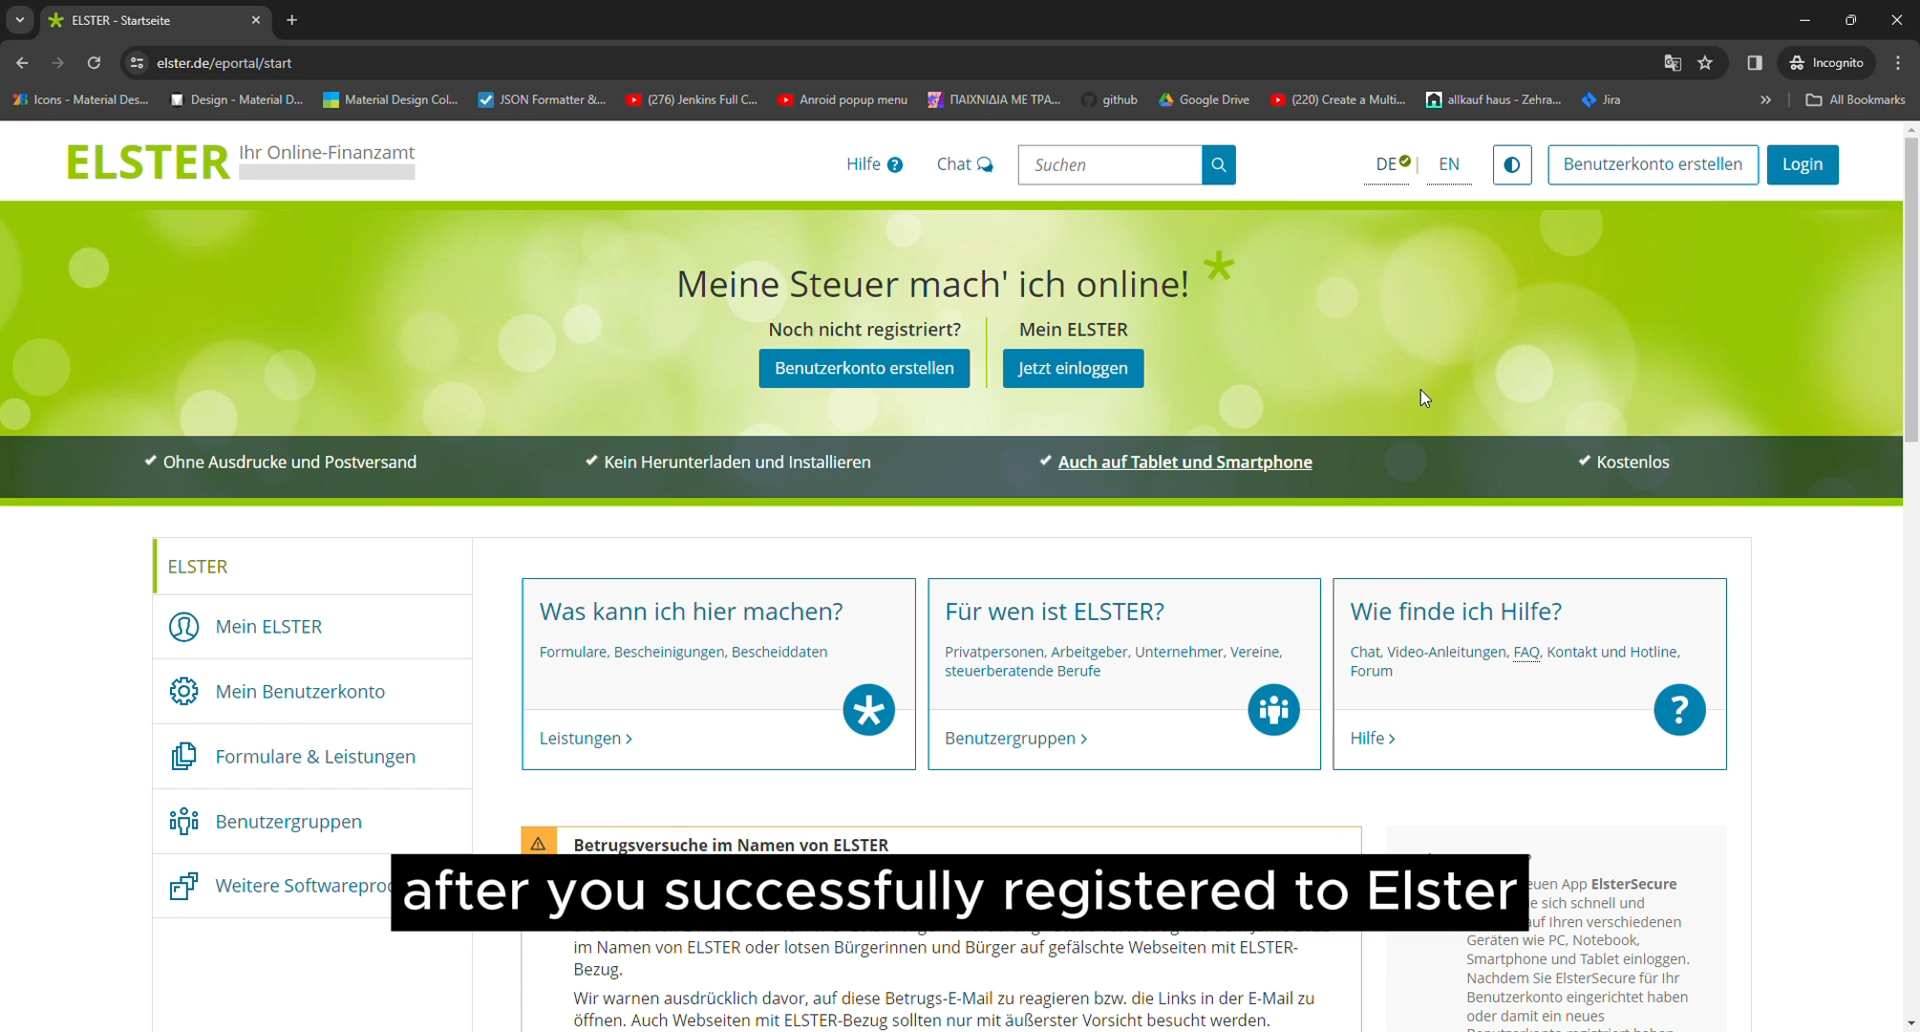 ELSTER - Startseite
elster.de/eportal/start
Incognito
Icons - Material Des...
Design - Material D...
Material Design Col...
JSON Formatter &...
(276) Jenkins Full C...
Anroid popup menu
ΠΑΙΧΝΙΔΙΑ ΜΕ ΤΡΑ...
github
Google Drive
(220) Create a Multi...
allkauf haus - Zehra...
Jira
All Bookmarks
ELSTER
Ihr Online-Finanzamt
Hilfe
Chat
Suchen
DE
EN
Benutzerkonto erstellen
Login
Meine Steuer mach' ich online!
Noch nicht registriert?
Benutzerkonto erstellen
Mein ELSTER
Jetzt einloggen
Ohne Ausdrucke und Postversand
Kein Herunterladen und Installieren
Auch auf Tablet und Smartphone
Kostenlos
ELSTER
Mein ELSTER
Mein Benutzerkonto
Formulare & Leistungen
Benutzergruppen
Weitere Softwarepro
Was kann ich hier machen?
Formulare, Bescheinigungen, Bescheiddaten
Leistungen >
Für wen ist ELSTER?
Privatpersonen, Arbeitgeber, Unternehmer, Vereine,
steuerberatende Berufe
Benutzergruppen >
Wie finde ich Hilfe?
Chat, Video-Anleitungen, FAQ, Kontakt und Hotline,
Forum
Hilfe >
Betrugsversuche im Namen von ELSTER
after you successfully registered to Elster
im Namen von ELSTER oder lotsen Bürgerinnen und Bürger auf gefälschte Webseiten mit ELSTER-
Bezug.
Wir warnen ausdrücklich davor, auf diese Betrugs-E-Mail zu reagieren bzw. die Links in der E-Mail zu
öffnen. Auch Webseiten mit ELSTER-Bezug sollten nur mit äußerster Vorsicht besucht werden.
App ElsterSecure
sich schnell und
auf Ihren verschiedenen
Geräten wie PC, Notebook,
Smartphone und Tablet einloggen.
Nachdem Sie ElsterSecure für Ihr
Benutzerkonto eingerichtet haben
oder damit ein neues